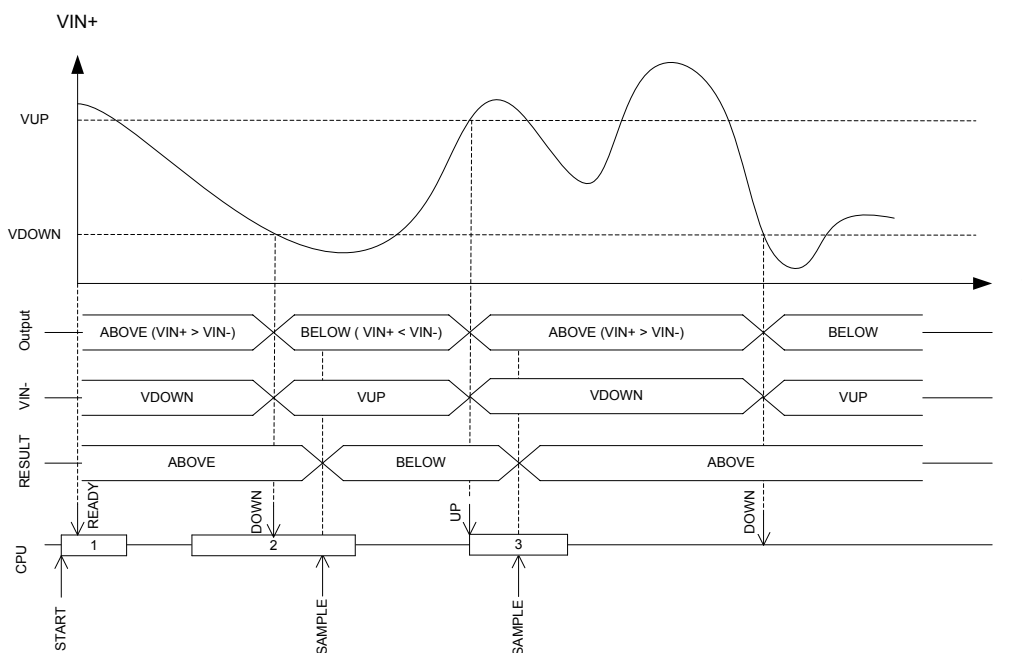 VIN+
VUP
VDOWN
Output
ABOVE (VIN+ > VIN-)
BELOW ( VIN+ < VIN-)
ABOVE (VIN+ > VIN-)
BELOW
VIN-
VDOWN
VUP
VDOWN
VUP
RESULT
ABOVE
BELOW
ABOVE
READY
DOWN
UP
DOWN
CPU
1
2
3
START
SAMPLE
SAMPLE